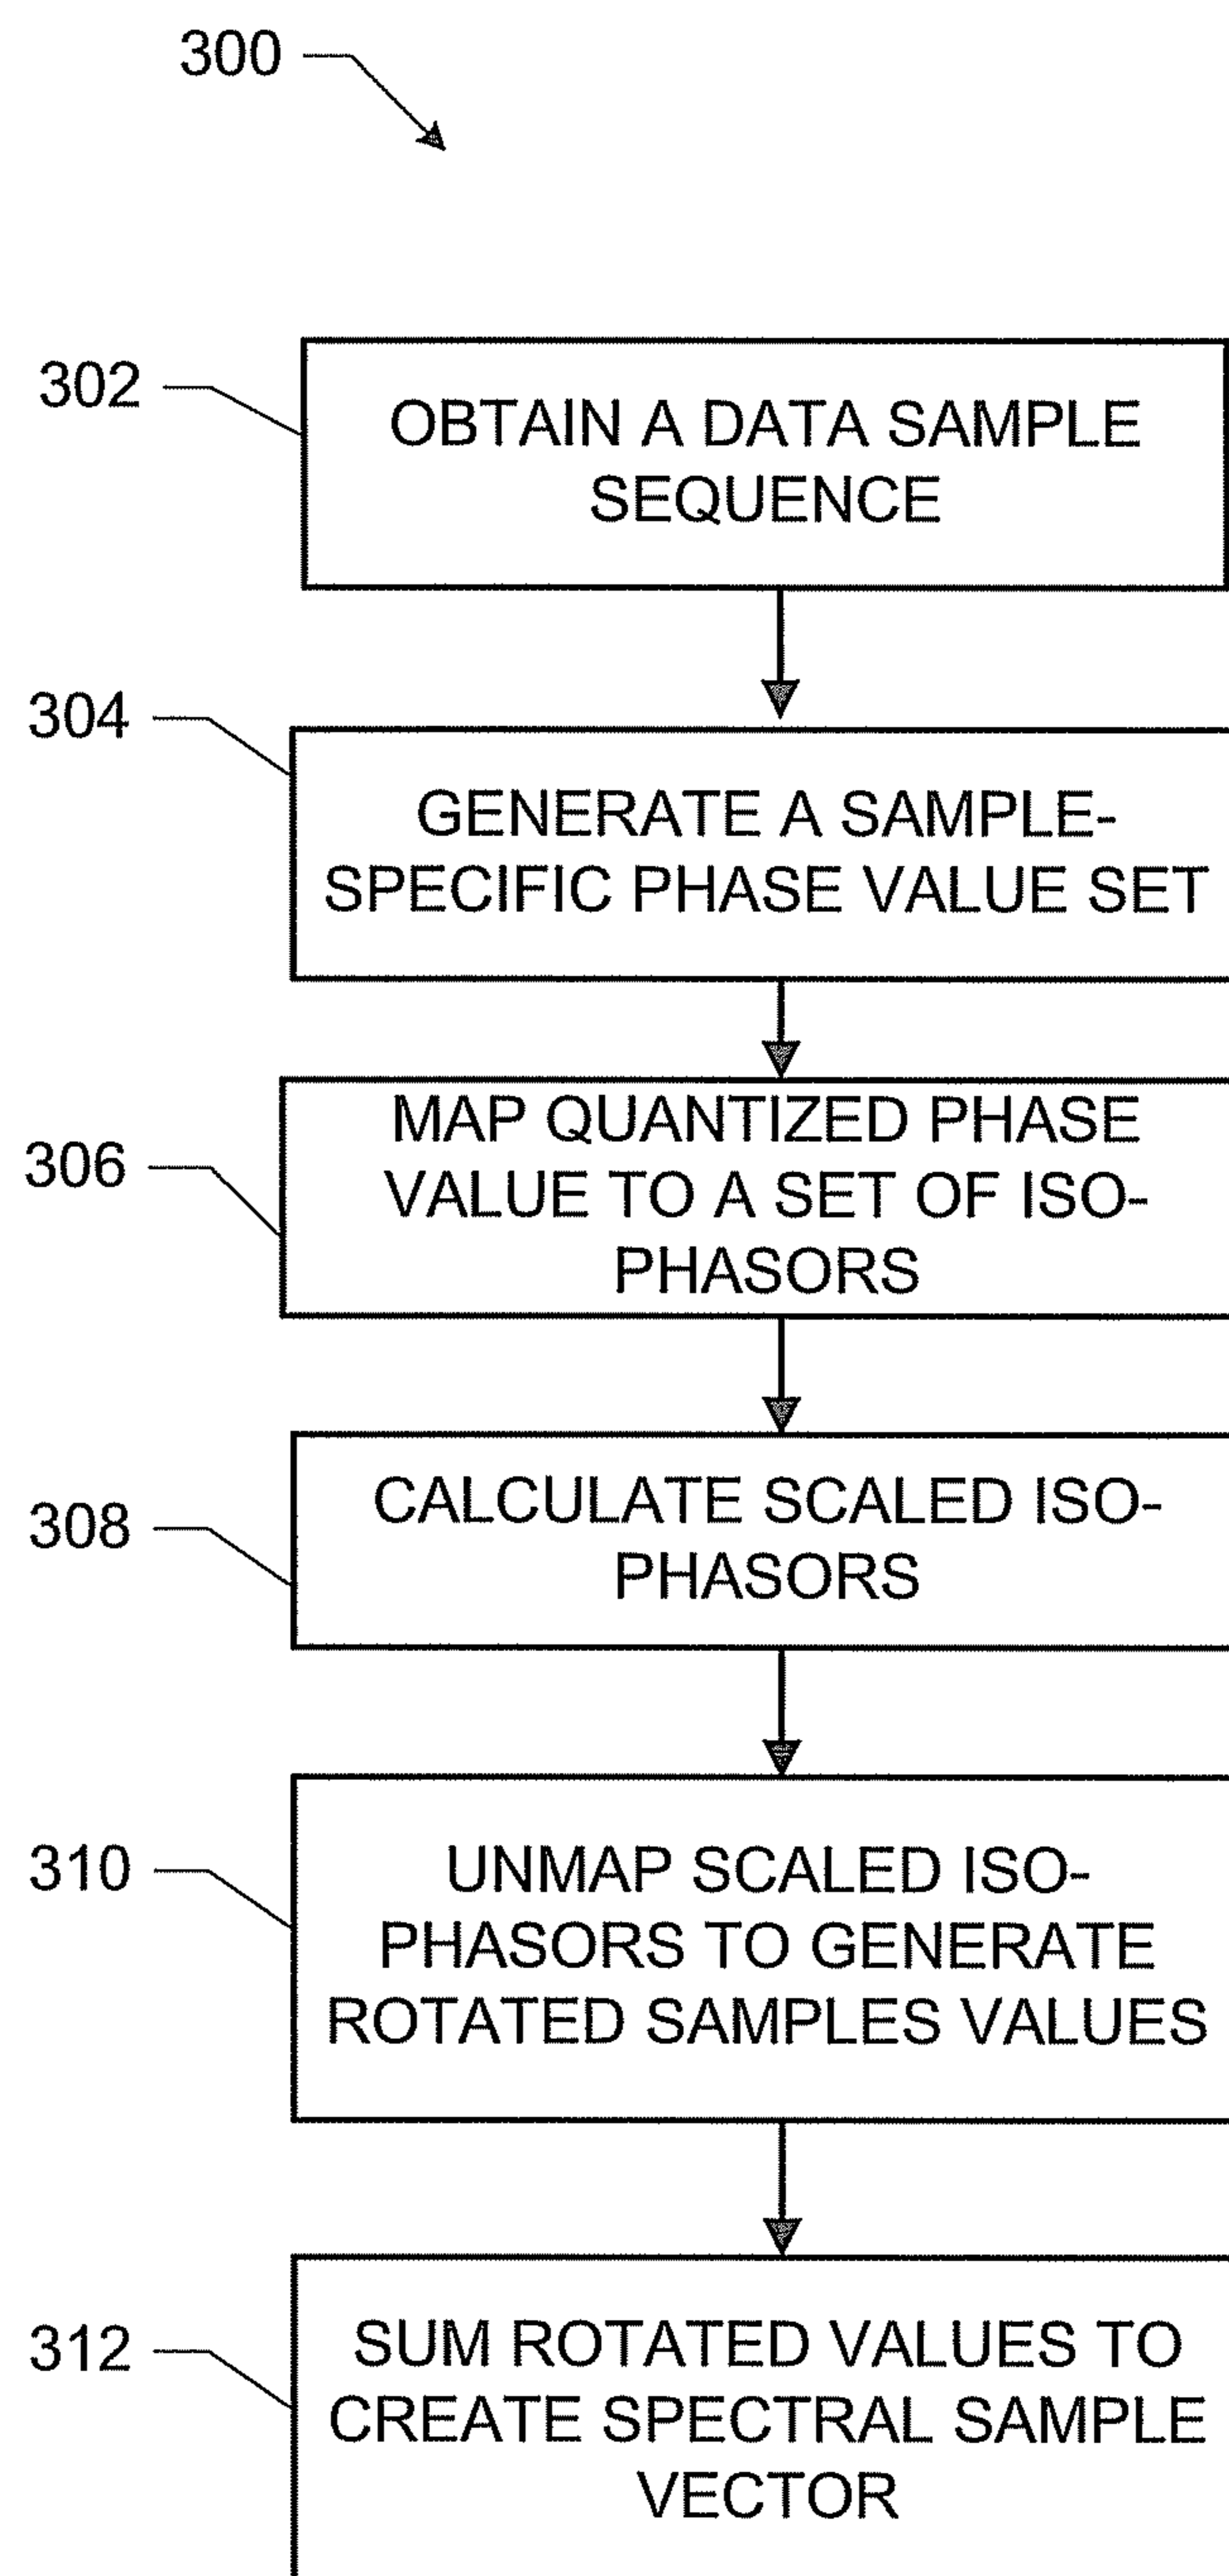 300
302
OBTAIN A DATA SAMPLE
SEQUENCE
304
GENERATE A SAMPLE-
SPECIFIC PHASE VALUE SET
306
MAP QUANTIZED PHASE
VALUE TO A SET OF ISO-
PHASORS
308
CALCULATE SCALED ISO-
PHASORS
310
UNMAP SCALED ISO-
PHASORS TO GENERATE
ROTATED SAMPLES VALUES
312
SUM ROTATED VALUES TO
CREATE SPECTRAL SAMPLE
VECTOR